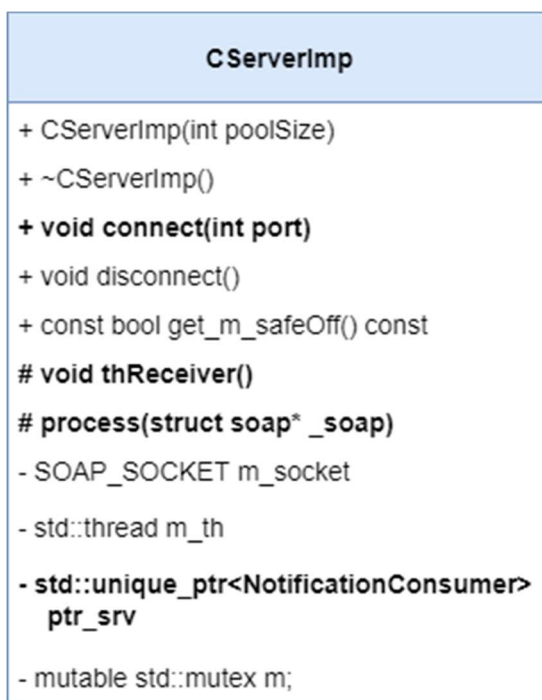 CServerImp
+ CServerImp(int poolSize)
+ ~CServerImp()
+ void connect(int port)
+ void disconnect()
+ const bool get_m_safeOff() const
# void thReceiver()
# process(struct soap* _soap)
- SOAP_SOCKET m_socket
- std::thread m_th
- std::unique_ptr<NotificationConsumer>
ptr_srv
- mutable std::mutex m;